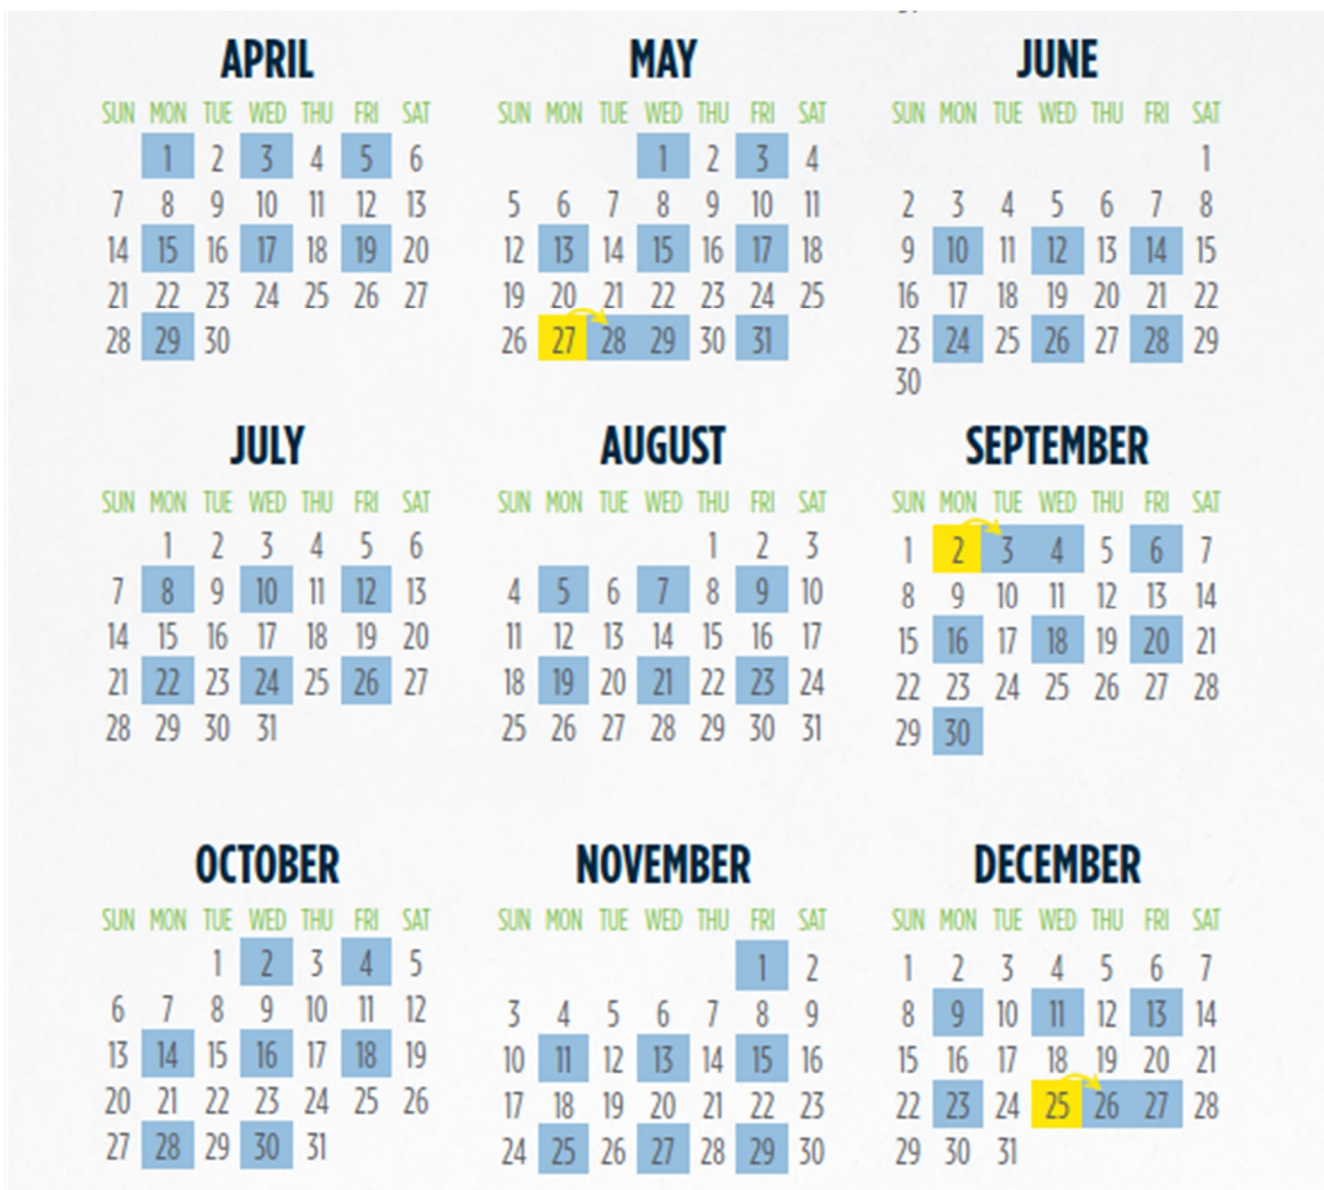 APRIL MAY JUNE
SUN MON TUE WED THU FRI SAT SUN MON TUE WED THU FRI SAT SUN MON TUE WED THU FRI SAT
1 2 3 4 5 6 1 2 3 4 1
7 8 9 10 11 12 13 5 6 7 8 9 10 11 2 3 4 5 6 7 8
14 15 16 17 18 19 20 12 13 14 15 16 17 18 9 10 11 12 13 14 15
21 22 23 24 25 26 27 19 20 21 22 23 24 25 16 17 18 19 20 21 22
28 29 30 26 27 28 29 30 31 23 24 25 26 27 28 29
30
JULY AUGUST SEPTEMBER
SUN MON TUE WED THU FRI SAT SUN MON TUE WED THU FRI SAT SUN MON TUE WED THU FRI SAT
1 2 3 4 5 6 1 2 3 1 2 3 4 5 6 7
7 8 9 10 11 12 13 4 5 6 7 8 9 10 8 9 10 11 12 13 14
14 15 16 17 18 19 20 11 12 13 14 15 16 17 15 16 17 18 19 20 21
21 22 23 24 25 26 27 18 19 20 21 22 23 24 22 23 24 25 26 27 28
28 29 30 31 25 26 27 28 29 30 31 29 30
OCTOBER NOVEMBER DECEMBER
SUN MON TUE WED THU FRI SAT SUN MON TUE WED THU FRI SAT SUN MON TUE WED THU FRI SAT
1 2 3 4 5 1 2 1 2 3 4 5 6 7
6 7 8 9 10 11 12 3 4 5 6 7 8 9 8 9 10 11 12 13 14
13 14 15 16 17 18 19 10 11 12 13 14 15 16 15 16 17 18 19 20 21
20 21 22 23 24 25 26 17 18 19 20 21 22 23 22 23 24 25 26 27 28
27 28 29 30 31 24 25 26 27 28 29 30 29 30 31